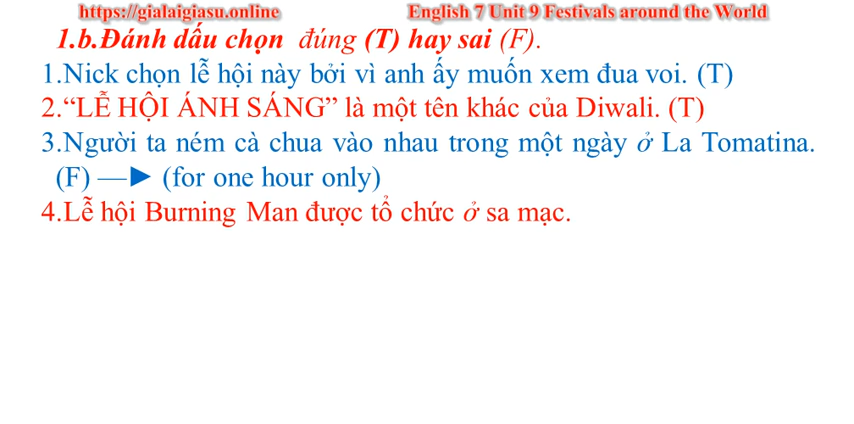 https://gialaigiasu.online English 7 Unit 9 Festivals around the World
1.b.Đánh dấu chọn đúng (T) hay sai (F).
1.Nick chọn lễ hội này bởi vì anh ấy muốn xem đua voi. (T)
2.“LỄ HỘI ÁNH SÁNG” là một tên khác của Diwali. (T)
3.Người ta ném cà chua vào nhau trong một ngày ở La Tomatina.
(F) —► (for one hour only)
4.Lễ hội Burning Man được tổ chức ở sa mạc.